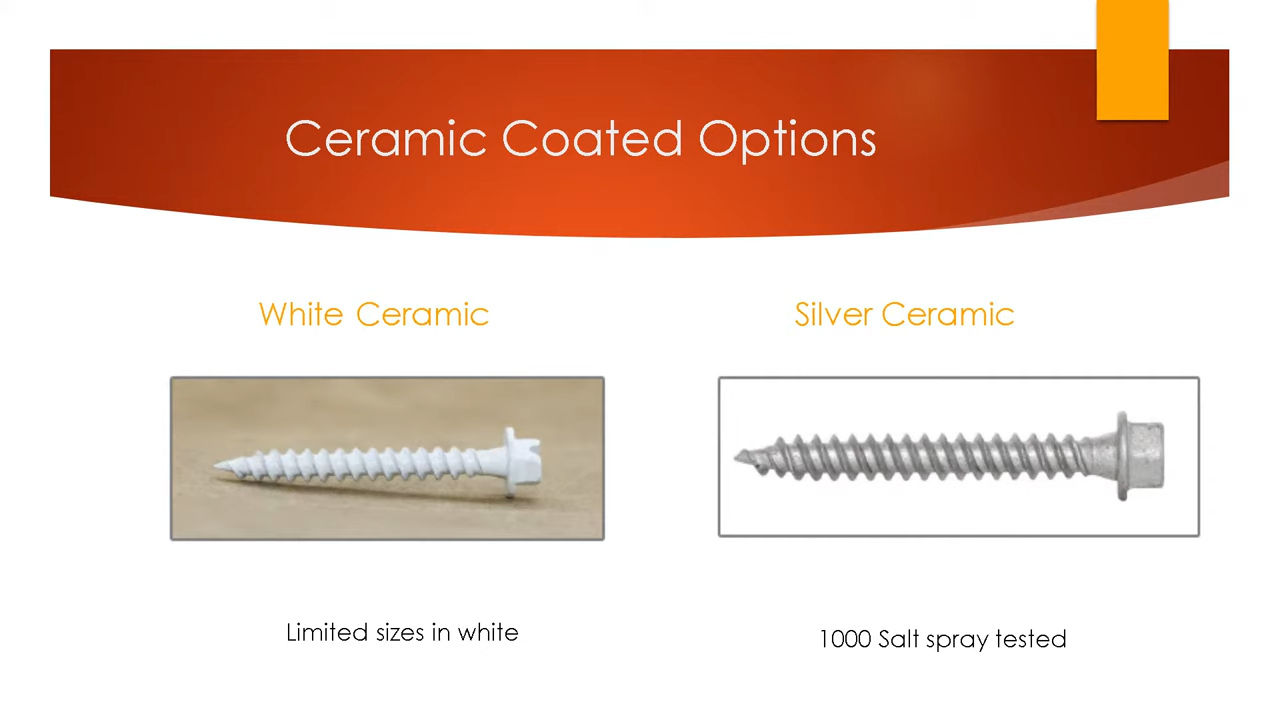 Ceramic Coated Options
White Ceramic
Silver Ceramic
Limited sizes in white
1000 Salt spray tested